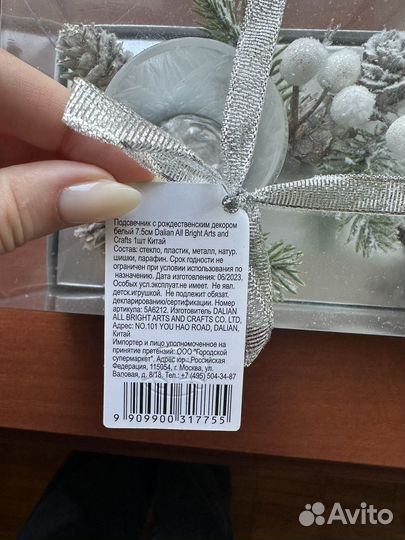 Подсвечник с рождественским декором
белый 7.5см Dalian All Bright Arts and
Crafts 1шт Китай
Состав: стекло, пластик, металл, натур.
шишки, парафин. Срок годности не
ограничен при условии использования по
назначению. Дата изготовления: 06/2023.
Особых усл.эксплуат.не имеет. Не явл.
детск.игрушкой. Не подлежит обязат.
декларированию/сертификации. Номер
артикула: 5A6212. Изготовитель DALIAN
ALL BRIGHT ARTS AND CRAFTS CO. LTD,
Адрес: NO.101 YOU HAO ROAD, DALIAN,
Китай
Импортер и лицо уполномоченное на
принятие претензий: ООО "Городской
супермаркет". Адрес юр.: Российская
Федерация, 115054, г. Москва, ул.
Валовая, д. 8/18, Тел.: +7 (495) 504-34-87
9 909900 317755
Avito